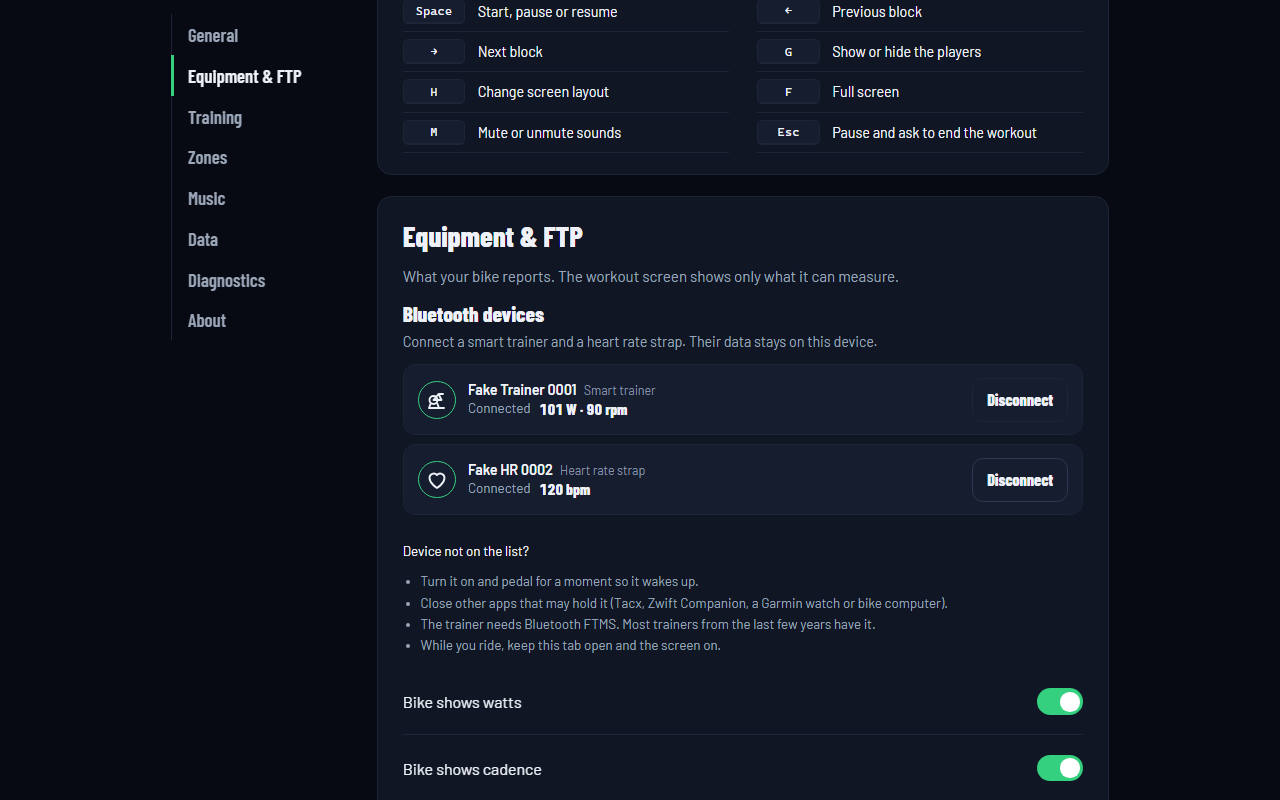 General
Equipment & FTP
Training
Zones
Music
Data
Diagnostics
About
Space Start, pause or resume
← Previous block
→ Next block
G Show or hide the players
H Change screen layout
F Full screen
M Mute or unmute sounds
Esc Pause and ask to end the workout
Equipment & FTP
What your bike reports. The workout screen shows only what it can measure.
Bluetooth devices
Connect a smart trainer and a heart rate strap. Their data stays on this device.
Fake Trainer 0001 Smart trainer
Connected 101 W · 90 rpm
Disconnect
Fake HR 0002 Heart rate strap
Connected 120 bpm
Disconnect
Device not on the list?
• Turn it on and pedal for a moment so it wakes up.
• Close other apps that may hold it (Tacx, Zwift Companion, a Garmin watch or bike computer).
• The trainer needs Bluetooth FTMS. Most trainers from the last few years have it.
• While you ride, keep this tab open and the screen on.
Bike shows watts
Bike shows cadence